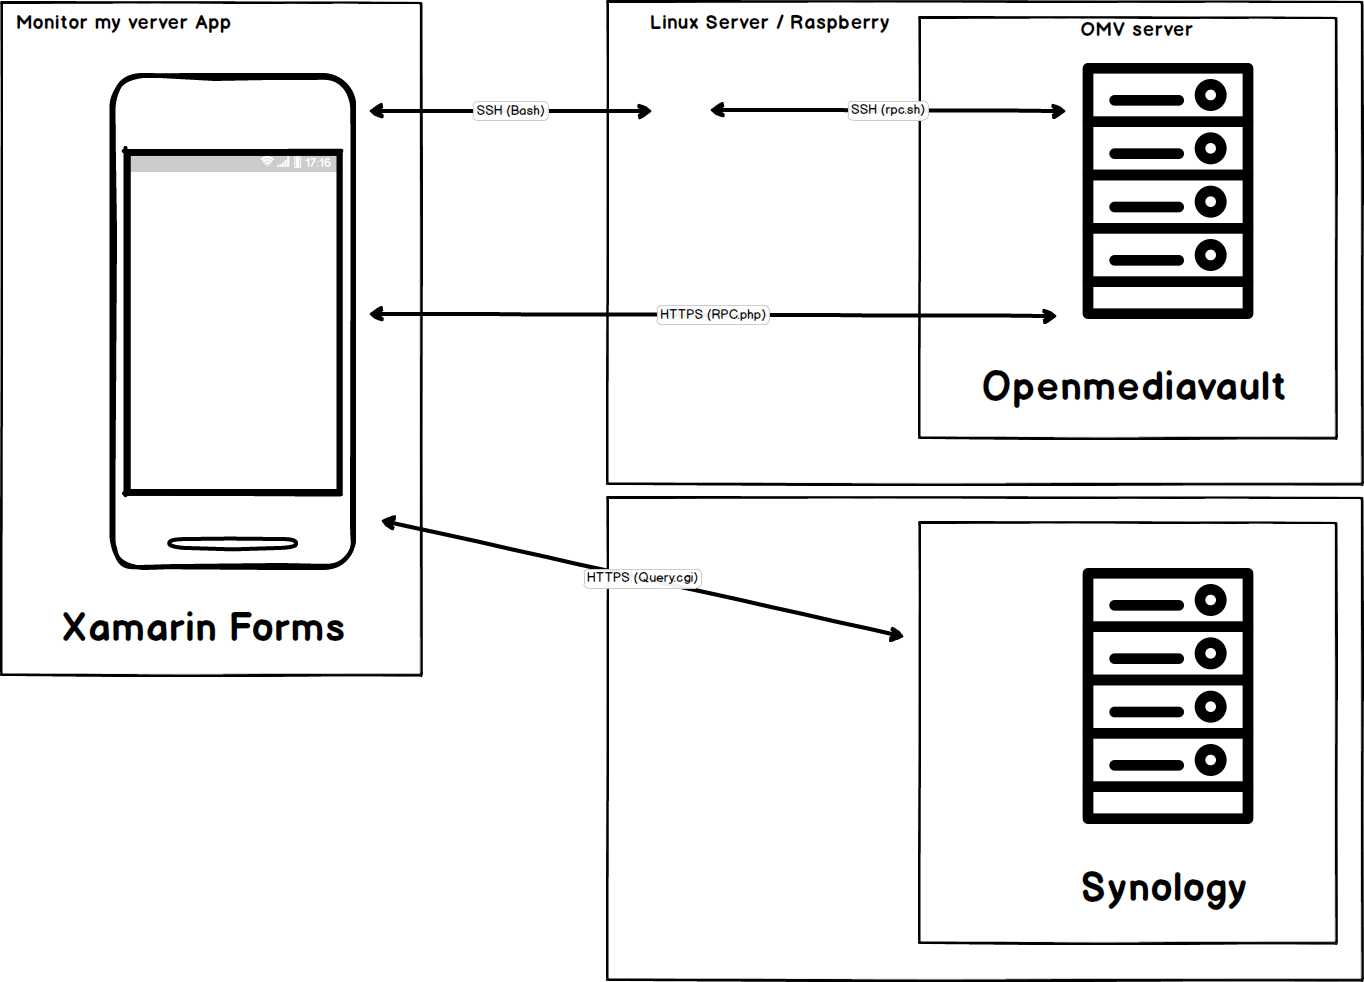 Monitor my verver App
Linux Server / Raspberry
OMV server
SSH (Bash)
SSH (rpc.sh)
17:16
HTTPS (RPC.php)
Openmediavault
HTTPS (Query.cgi)
Xamarin Forms
Synology